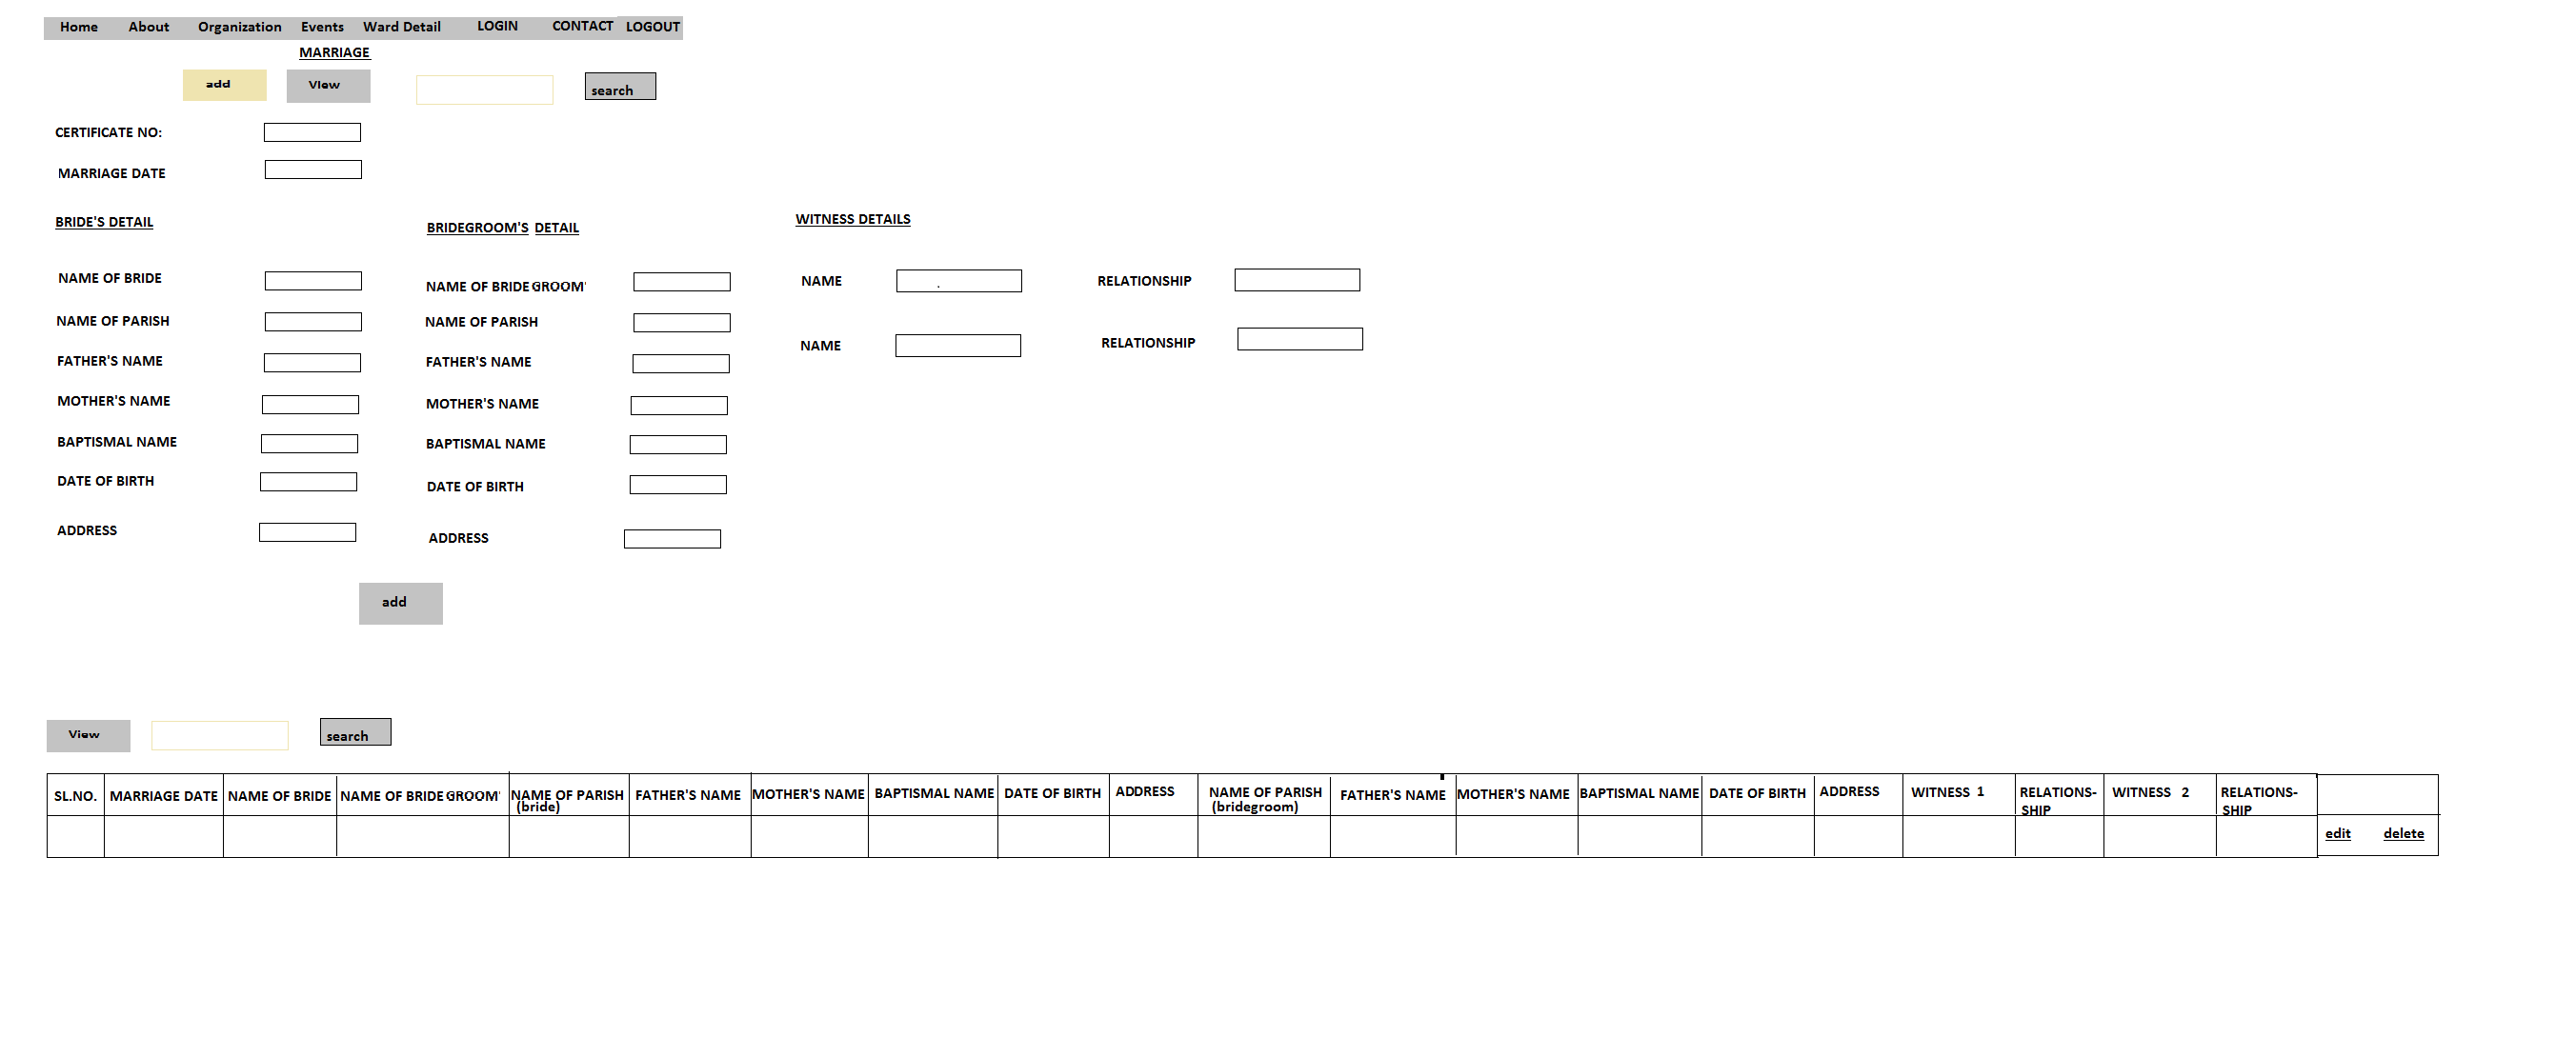 Home About Organization Events Ward Detail LOGIN CONTACT LOGOUT
MARRIAGE
add View search
CERTIFICATE NO:
MARRIAGE DATE
BRIDE'S DETAIL BRIDEGROOM'S DETAIL WITNESS DETAILS
NAME OF BRIDE NAME OF BRIDEGROOM' NAME RELATIONSHIP
NAME OF PARISH NAME OF PARISH NAME RELATIONSHIP
FATHER'S NAME FATHER'S NAME
MOTHER'S NAME MOTHER'S NAME
BAPTISMAL NAME BAPTISMAL NAME
DATE OF BIRTH DATE OF BIRTH
ADDRESS ADDRESS
add
View search
SL.NO. MARRIAGE DATE NAME OF BRIDE NAME OF BRIDEGROOM' NAME OF PARISH FATHER'S NAME MOTHER'S NAME BAPTISMAL NAME DATE OF BIRTH ADDRESS NAME OF PARISH FATHER'S NAME MOTHER'S NAME BAPTISMAL NAME DATE OF BIRTH ADDRESS WITNESS 1 RELATIONS- WITNESS 2 RELATIONS-
(bride) (bridegroom) SHIP SHIP
edit delete